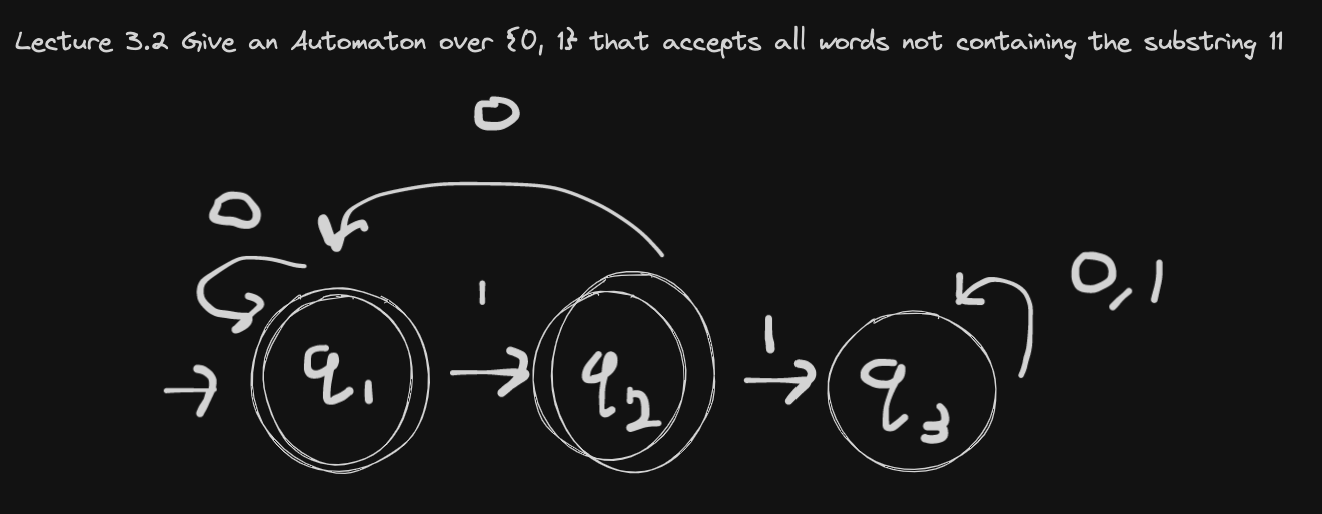 Lecture 3.2 Give an Automaton over {0, 1} that accepts all words not containing the substring 11
0
0
1
0,1
1
q1
q2
q3